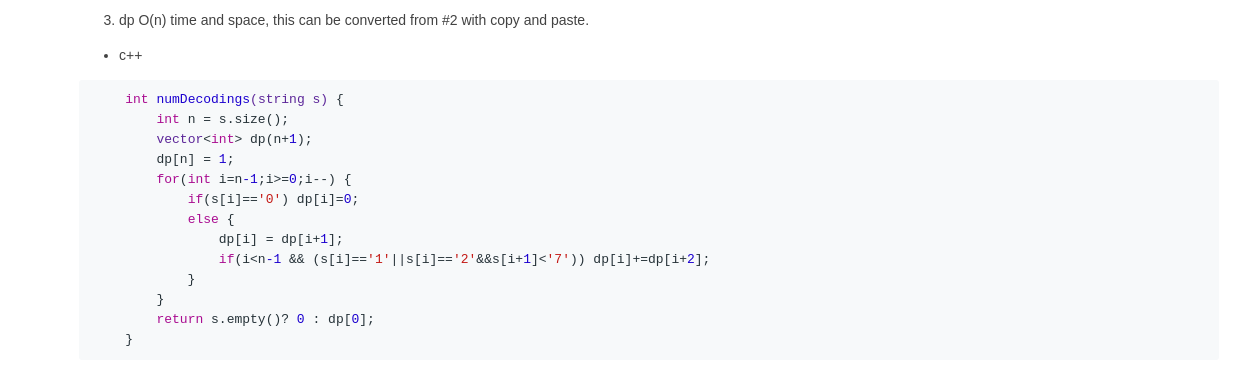 3. dp O(n) time and space, this can be converted from #2 with copy and paste.
• c++
int numDecodings(string s) {
    int n = s.size();
    vector<int> dp(n+1);
    dp[n] = 1;
    for(int i=n-1;i>=0;i--) {
        if(s[i]=='0') dp[i]=0;
        else {
            dp[i] = dp[i+1];
            if(i<n-1 && (s[i]=='1'||s[i]=='2'&&s[i+1]<'7')) dp[i]+=dp[i+2];
        }
    }
    return s.empty()? 0 : dp[0];
}